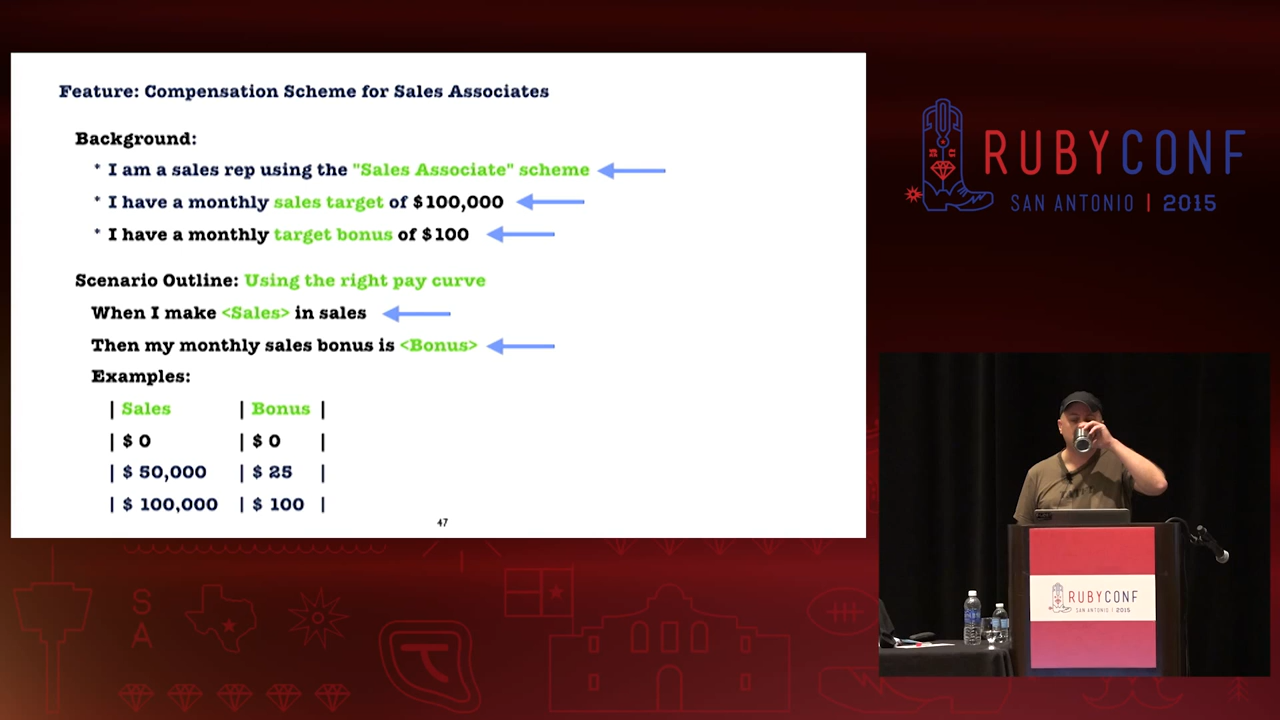 Feature: Compensation Scheme for Sales Associates
Background:
* I am a sales rep using the "Sales Associate" scheme
* I have a monthly sales target of $100,000
* I have a monthly target bonus of $100
Scenario Outline: Using the right pay curve
When I make <Sales> in sales
Then my monthly sales bonus is <Bonus>
Examples:
| Sales | Bonus |
| $ 0 | $ 0 |
| $ 50,000 | $ 25 |
| $ 100,000 | $ 100 |
47
RUBYCONF
SAN ANTONIO | 2015
RUBYCONF
SAN ANTONIO | 2015
S
A